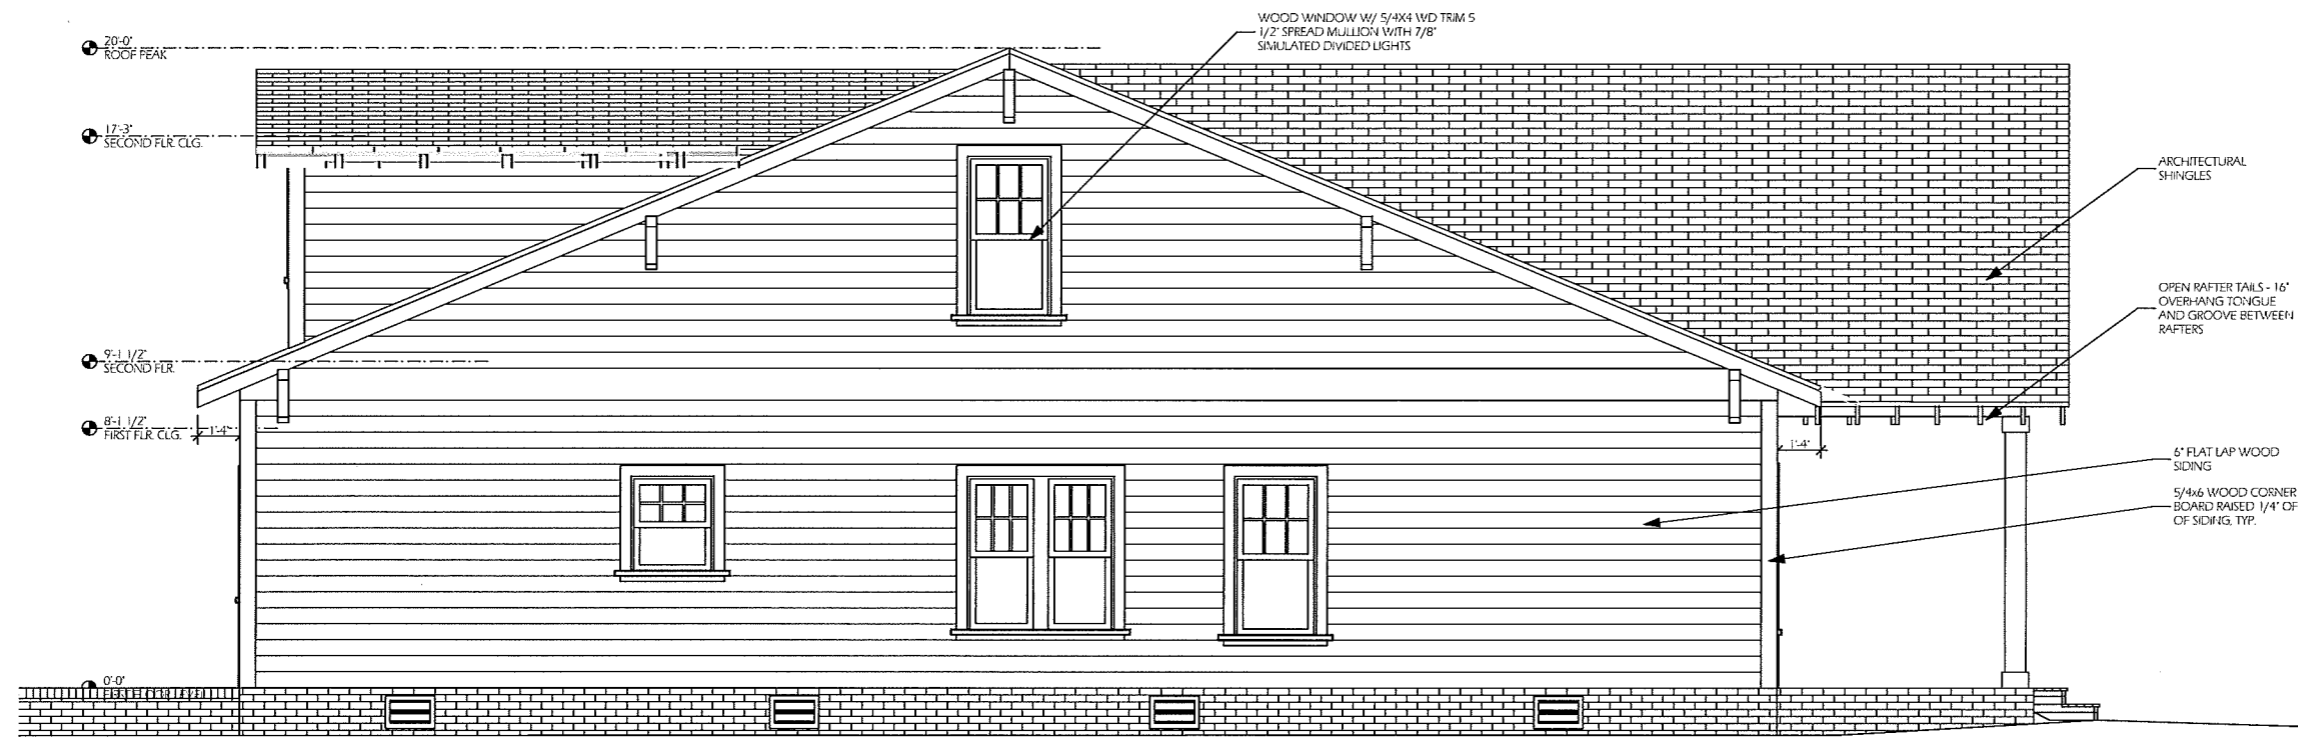 WOOD WINDOW W/ 5/4X4 WD TRIM 5
1/2" SPREAD MULLION WITH 7/8"
SIMULATED DIVIDED LIGHTS
20'-0"
ROOF PEAK
17'-3"
SECOND FLR. CLG.
ARCHITECTURAL
SHINGLES
OPEN RAFTER TAILS - 16"
OVERHANG TONGUE
AND GROOVE BETWEEN
RAFTERS
9'-1 1/2"
SECOND FLR.
8'-1 1/2"
FIRST FLR. CLG.
1'-4"
1'-4"
6" FLAT LAP WOOD
SIDING
5/4x6 WOOD CORNER
BOARD RAISED 1/4" OF
OF SIDING, TYP.
0'-0"
FIRST FLOOR LEVEL